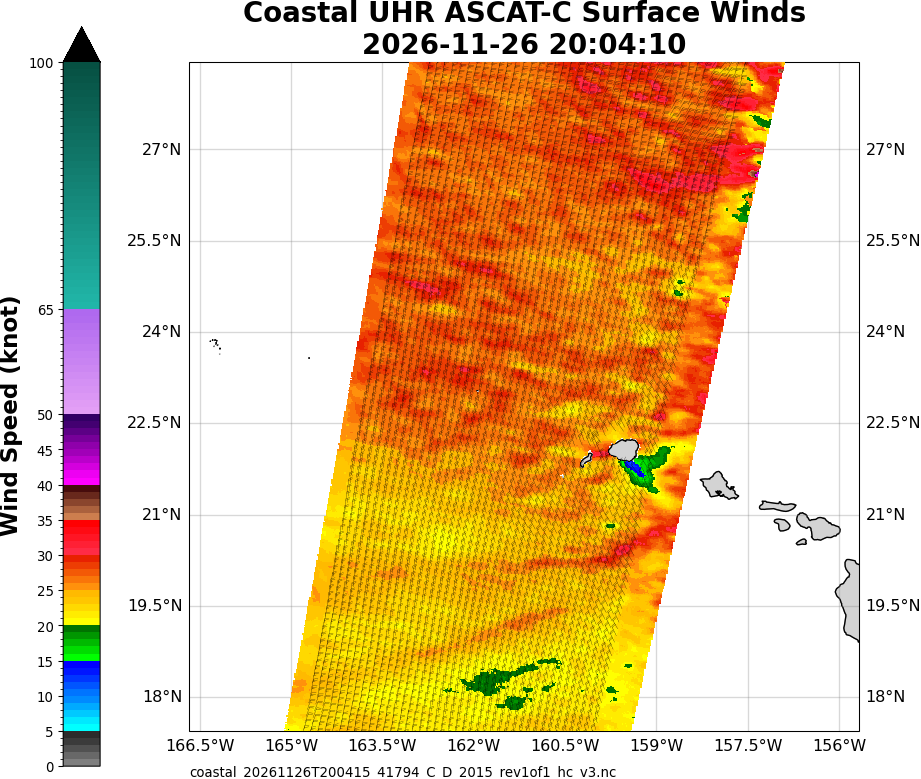 Coastal UHR ASCAT-C Surface Winds
2026-11-26 20:04:10
Wind Speed (knot)
100
65
50
45
40
35
30
25
20
15
10
5
0
27°N
25.5°N
24°N
22.5°N
21°N
19.5°N
18°N
27°N
25.5°N
24°N
22.5°N
21°N
19.5°N
18°N
166.5°W 165°W 163.5°W 162°W 160.5°W 159°W 157.5°W 156°W
coastal_20261126T200415_41794_C_D_2015_rev1of1_hc_v3.nc